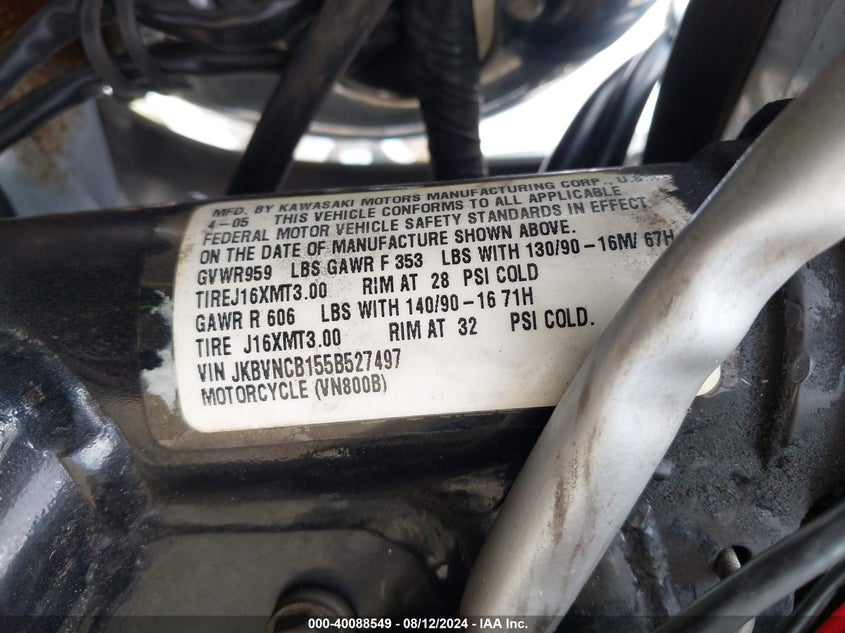 MFD. BY KAWASAKI MOTORS MANUFACTURING CORP., U.S.
4-05 THIS VEHICLE CONFORMS TO ALL APPLICABLE
FEDERAL MOTOR VEHICLE SAFETY STANDARDS IN EFFECT
ON THE DATE OF MANUFACTURE SHOWN ABOVE.
GVWR959 LBS GAWR F 353 LBS WITH 130/90-16M/ 67H
TIREJ16XMT3.00 RIM AT 28 PSI COLD
GAWR R 606 LBS WITH 140/90-16 71H
TIRE J16XMT3.00 RIM AT 32 PSI COLD.
VIN JKBVNCB155B527497
MOTORCYCLE (VN800B)
000-40088549 - 08/12/2024 - IAA Inc.